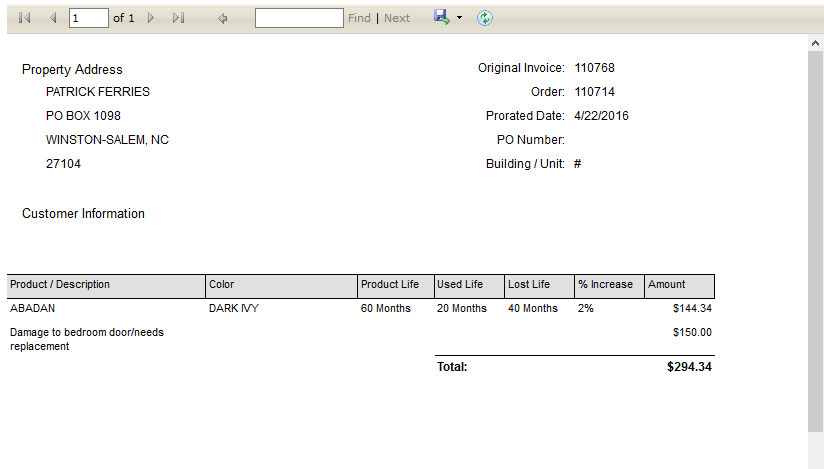 1 of 1 Find | Next
Property Address
PATRICK FERRIES
PO BOX 1098
WINSTON-SALEM, NC
27104
Original Invoice: 110768
Order: 110714
Prorated Date: 4/22/2016
PO Number:
Building / Unit: #
Customer Information
Product / Description Color Product Life Used Life Lost Life % Increase Amount
ABADAN DARK IVY 60 Months 20 Months 40 Months 2% $144.34
Damage to bedroom door/needs $150.00
replacement
Total: $294.34